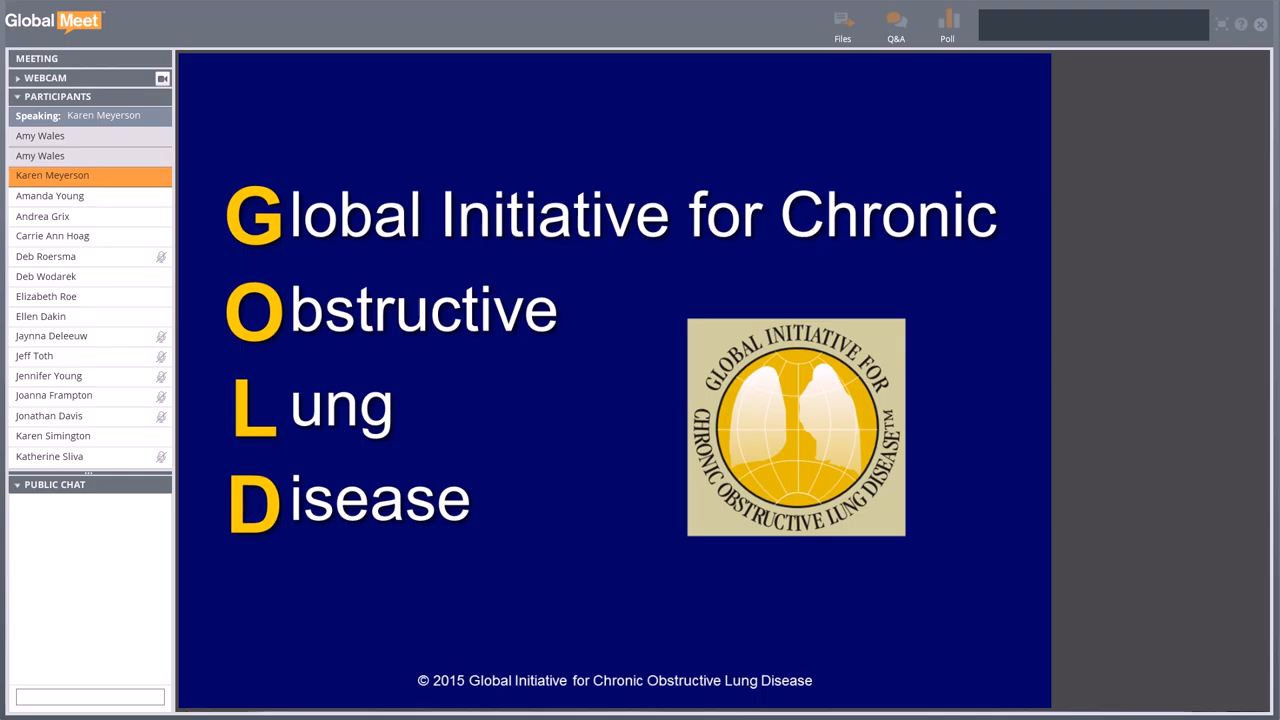 Global Meet
Files
Q&A
Poll
MEETING
WEBCAM
PARTICIPANTS
Speaking: Karen Meyerson
Amy Wales
Amy Wales
Karen Meyerson
Amanda Young
Andrea Grix
Carrie Ann Hoag
Deb Roersma
Deb Wodarek
Elizabeth Roe
Ellen Dakin
Jaynna Deleeuw
Jeff Toth
Jennifer Young
Joanna Frampton
Jonathan Davis
Karen Simington
Katherine Sliva
PUBLIC CHAT
Global Initiative for Chronic
Obstructive
Lung
Disease
GLOBAL INITIATIVE FOR
CHRONIC OBSTRUCTIVE LUNG DISEASE™
© 2015 Global Initiative for Chronic Obstructive Lung Disease